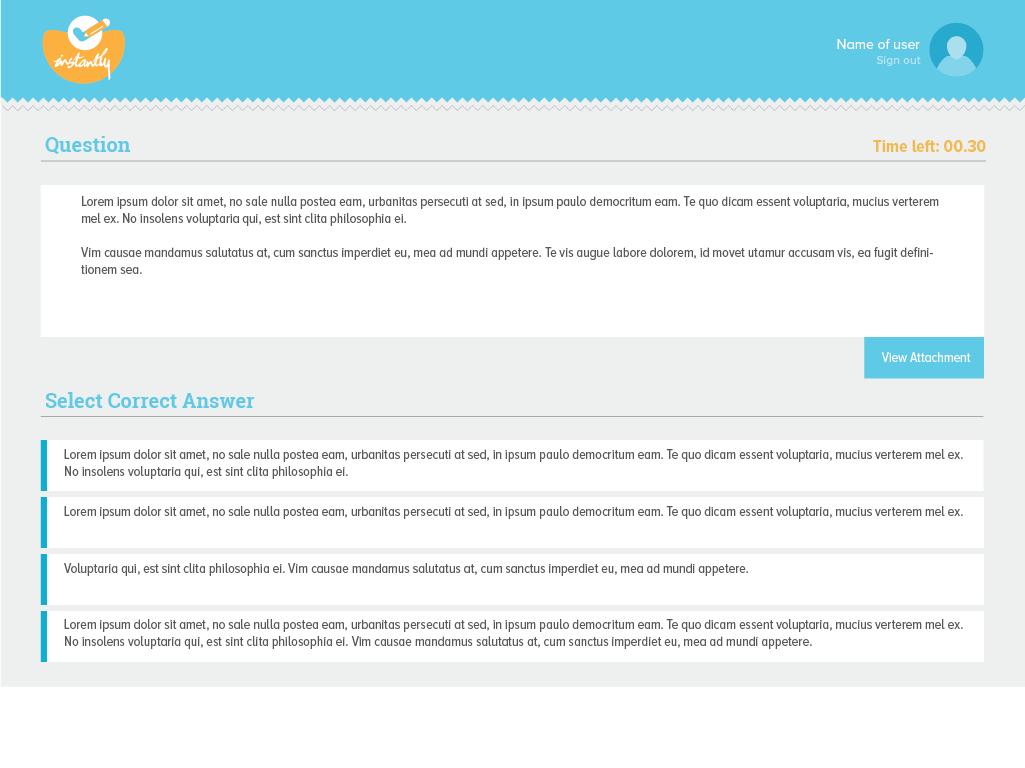 instantly
Name of user
Sign out
Question
Time left: 00.30
Lorem ipsum dolor sit amet, no sale nulla postea eam, urbanitas persecuti at sed, in ipsum paulo democritum eam. Te quo dicam essent voluptaria, mucius verterem
mel ex. No insolens voluptaria qui, est sint clita philosophia ei.
Vim causae mandamus salutatus at, cum sanctus imperdiet eu, mea ad mundi appetere. Te vis augue labore dolorem, id movet utamur accusam vis, ea fugit defini-
tionem sea.
View Attachment
Select Correct Answer
Lorem ipsum dolor sit amet, no sale nulla postea eam, urbanitas persecuti at sed, in ipsum paulo democritum eam. Te quo dicam essent voluptaria, mucius verterem mel ex.
No insolens voluptaria qui, est sint clita philosophia ei.
Lorem ipsum dolor sit amet, no sale nulla postea eam, urbanitas persecuti at sed, in ipsum paulo democritum eam. Te quo dicam essent voluptaria, mucius verterem mel ex.
Voluptaria qui, est sint clita philosophia ei. Vim causae mandamus salutatus at, cum sanctus imperdiet eu, mea ad mundi appetere.
Lorem ipsum dolor sit amet, no sale nulla postea eam, urbanitas persecuti at sed, in ipsum paulo democritum eam. Te quo dicam essent voluptaria, mucius verterem mel ex.
No insolens voluptaria qui, est sint clita philosophia ei. Vim causae mandamus salutatus at, cum sanctus imperdiet eu, mea ad mundi appetere.